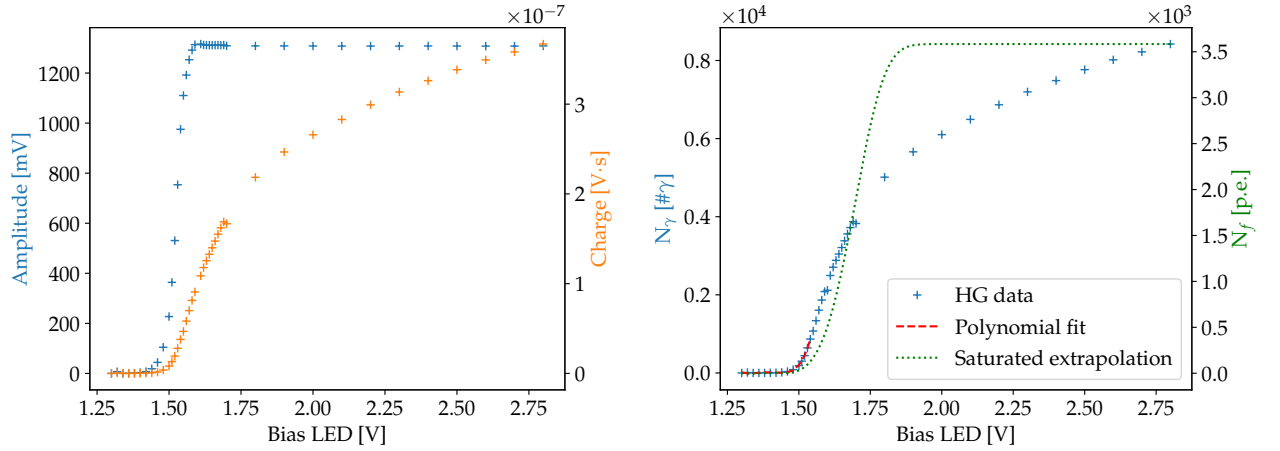 ×10⁻⁷
1200
1000
800
600
400
200
0
Amplitude [mV]
3
2
1
0
Charge [V·s]
1.25 1.50 1.75 2.00 2.25 2.50 2.75
Bias LED [V]
×10⁴
×10³
0.8
0.6
0.4
0.2
0.0
N_γ [#γ]
3.5
3.0
2.5
2.0
1.5
1.0
0.5
0.0
N_f [p.e.]
HG data
Polynomial fit
Saturated extrapolation
1.25 1.50 1.75 2.00 2.25 2.50 2.75
Bias LED [V]